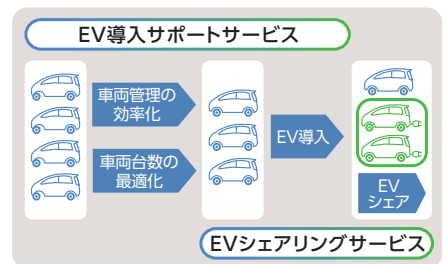 EV導入サポートサービス
車両管理の
効率化
車両台数の
最適化
EV導入
EV
シェア
EVシェアリングサービス